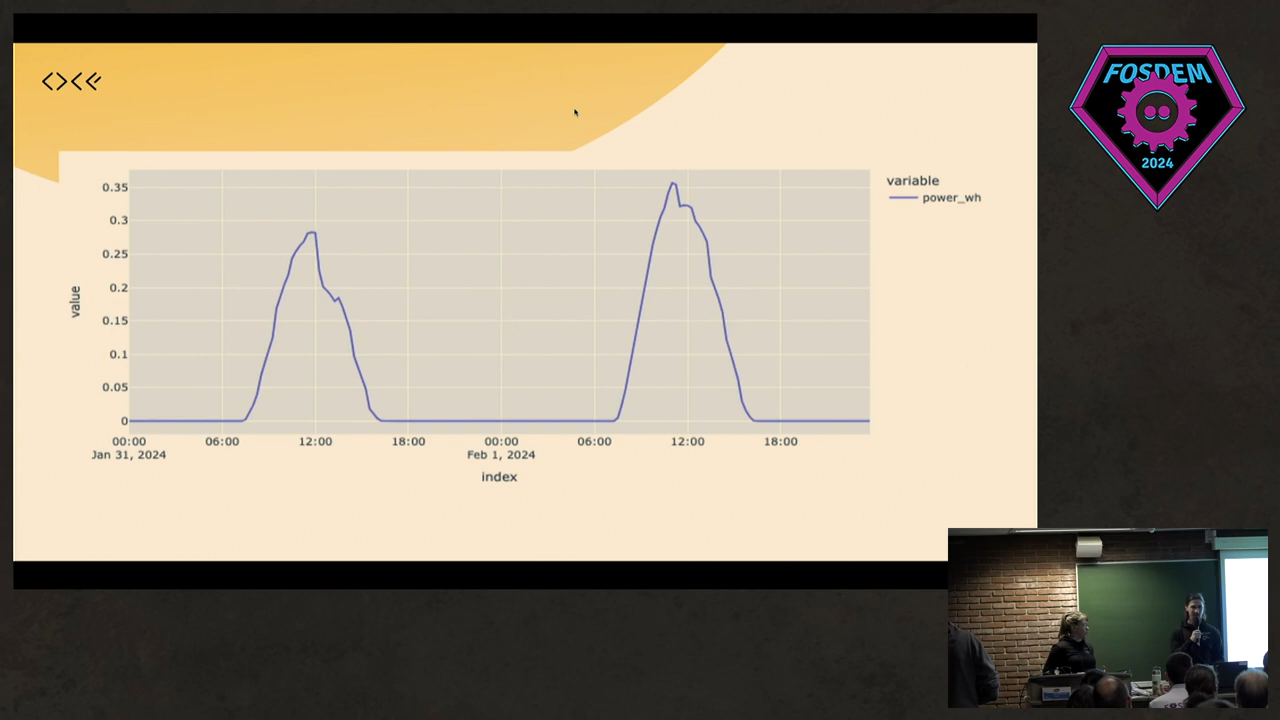 FOSDEM
2024
variable
power_wh
value
0.35
0.3
0.25
0.2
0.15
0.1
0.05
0
00:00
06:00
12:00
18:00
00:00
06:00
12:00
18:00
Jan 31, 2024
Feb 1, 2024
index